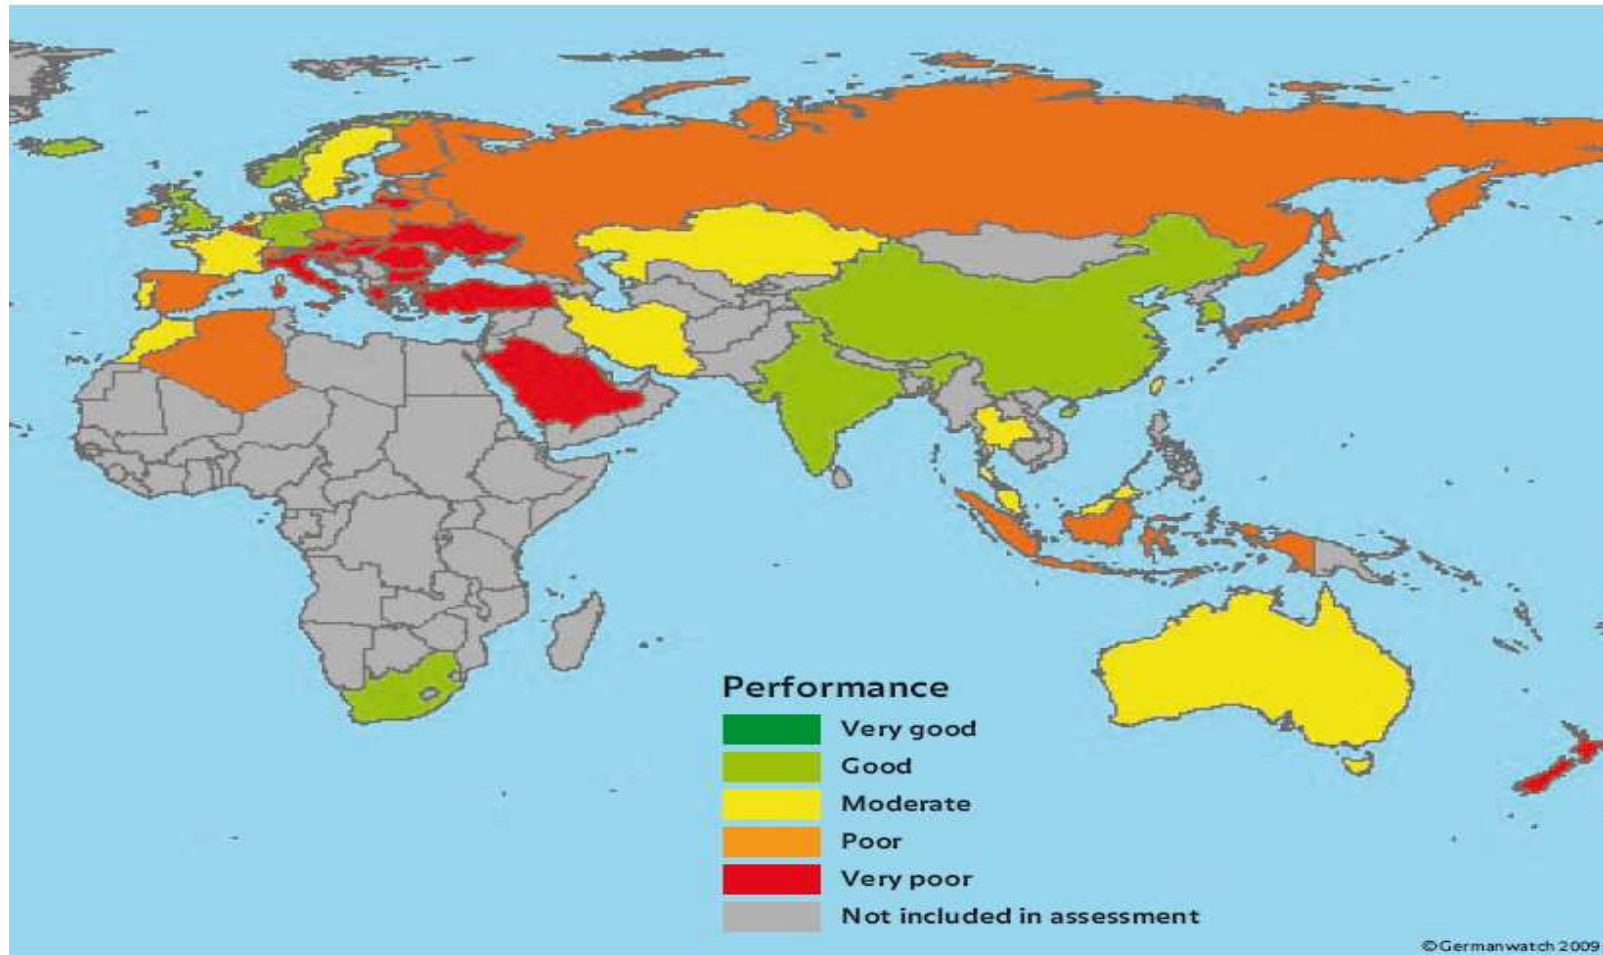 Performance
Very good
Good
Moderate
Poor
Very poor
Not included in assessment
©Germanwatch 2009